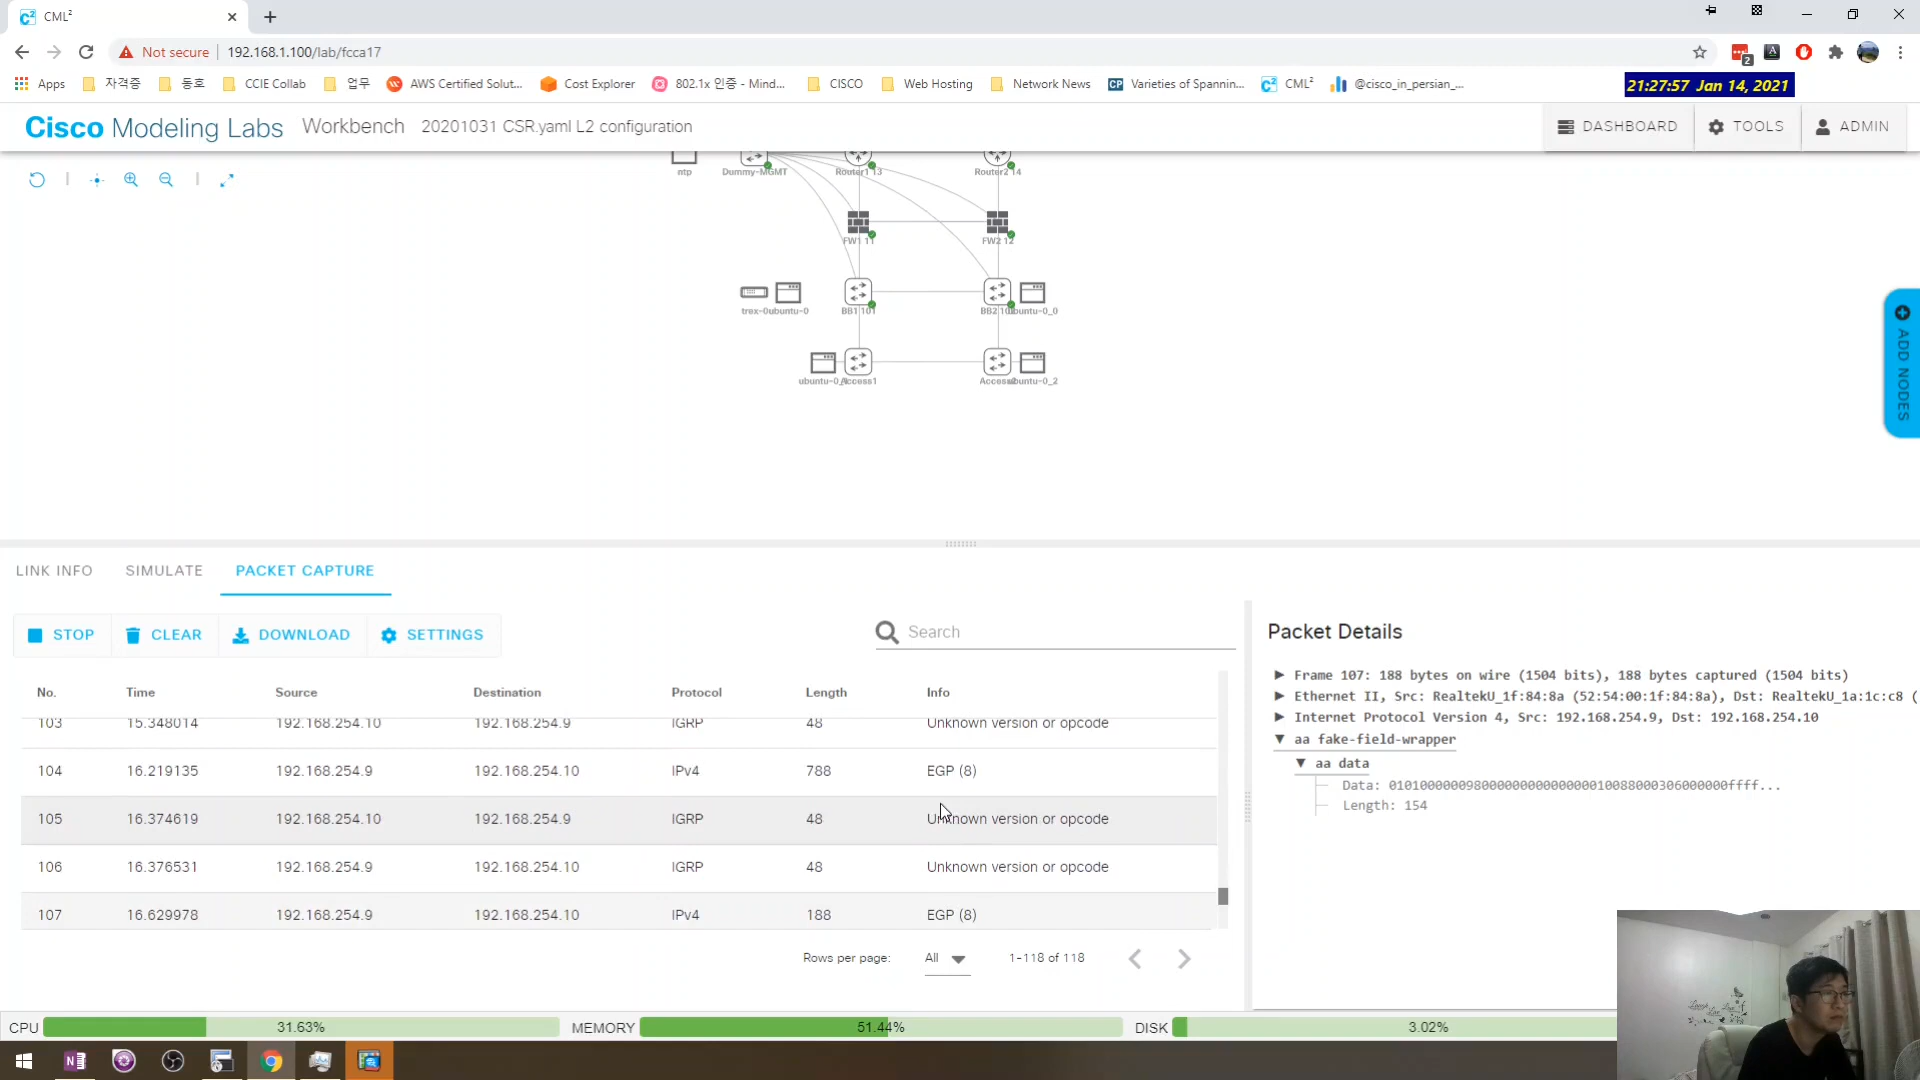 CML²
Not secure
192.168.1.100/lab/fcca17
2
Apps
자격증
동호
CCIE Collab
업무
AWS Certified Solut...
Cost Explorer
802.1x 인증 - Mind...
CISCO
Web Hosting
Network News
CP
Varieties of Spannin...
CML²
@cisco_in_persian_...
21:27:57 Jan 14, 2021
Cisco Modeling Labs
Workbench
20201031 CSR.yaml L2 configuration
DASHBOARD
TOOLS
ADMIN
ntp
Dummy-MGMT
Router1 13
Router2 14
FW1 11
FW2 12
BB1 101
ubuntu-0_0
Access1
ubuntu-0_2
ADD NODES
LINK INFO
SIMULATE
PACKET CAPTURE
STOP
CLEAR
DOWNLOAD
SETTINGS
Search
No.
Time
Source
Destination
Protocol
Length
Info
103
15.348014
192.168.254.10
192.168.254.9
IGRP
48
Unknown version or opcode
104
16.219135
192.168.254.9
192.168.254.10
IPv4
788
EGP (8)
105
16.374619
192.168.254.10
192.168.254.9
IGRP
48
Unknown version or opcode
106
16.376531
192.168.254.9
192.168.254.10
IGRP
48
Unknown version or opcode
107
16.629978
192.168.254.9
192.168.254.10
IPv4
188
EGP (8)
Rows per page:
All
1-118 of 118
Packet Details
Frame 107: 188 bytes on wire (1504 bits), 188 bytes captured (1504 bits)
Ethernet II, Src: RealtekU_1f:84:8a (52:54:00:1f:84:8a), Dst: RealtekU_1a:1c:c8 (
Internet Protocol Version 4, Src: 192.168.254.9, Dst: 192.168.254.10
aa fake-field-wrapper
aa data
Length: 154
CPU
31.63%
MEMORY
51.44%
DISK
3.02%